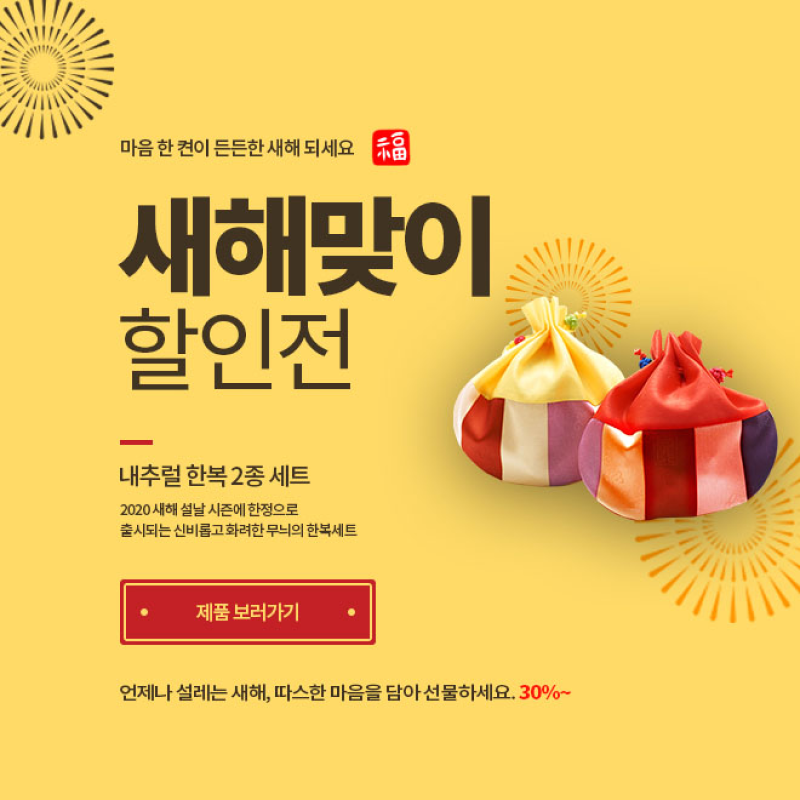 마음 한 켠이 든든한 새해 되세요 福
새해맞이
할인전
내추럴 한복 2종 세트
2020 새해 설날 시즌에 한정으로
출시되는 신비롭고 화려한 무늬의 한복세트
제품 보러가기
언제나 설레는 새해, 따스한 마음을 담아 선물하세요. 30%~